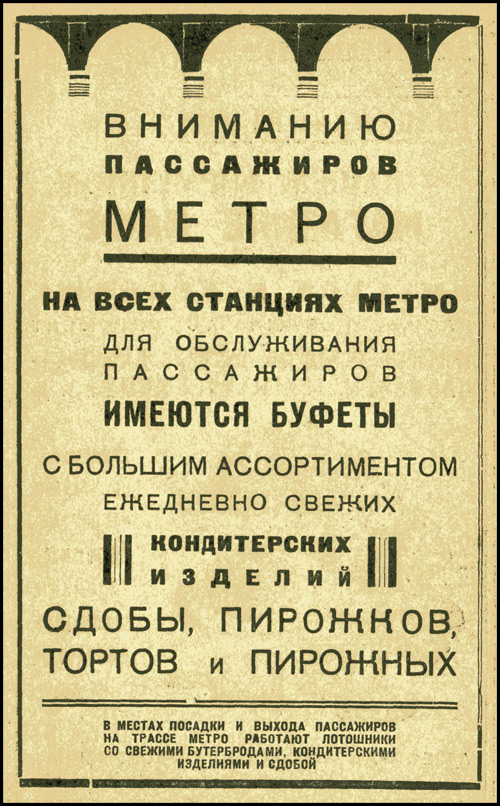 ВНИМАНИЮ
ПАССАЖИРОВ
МЕТРО
НА ВСЕХ СТАНЦИЯХ МЕТРО
ДЛЯ ОБСЛУЖИВАНИЯ
ПАССАЖИРОВ
ИМЕЮТСЯ БУФЕТЫ
С БОЛЬШИМ АССОРТИМЕНТОМ
ЕЖЕДНЕВНО СВЕЖИХ
КОНДИТЕРСКИХ
ИЗДЕЛИЙ
СДОБЫ, ПИРОЖКОВ,
ТОРТОВ и ПИРОЖНЫХ
В МЕСТАХ ПОСАДКИ И ВЫХОДА ПАССАЖИРОВ
НА ТРАССЕ МЕТРО РАБОТАЮТ ЛОТОШНИКИ
СО СВЕЖИМИ БУТЕРБРОДАМИ, КОНДИТЕРСКИМИ
ИЗДЕЛИЯМИ И СДОБОЙ